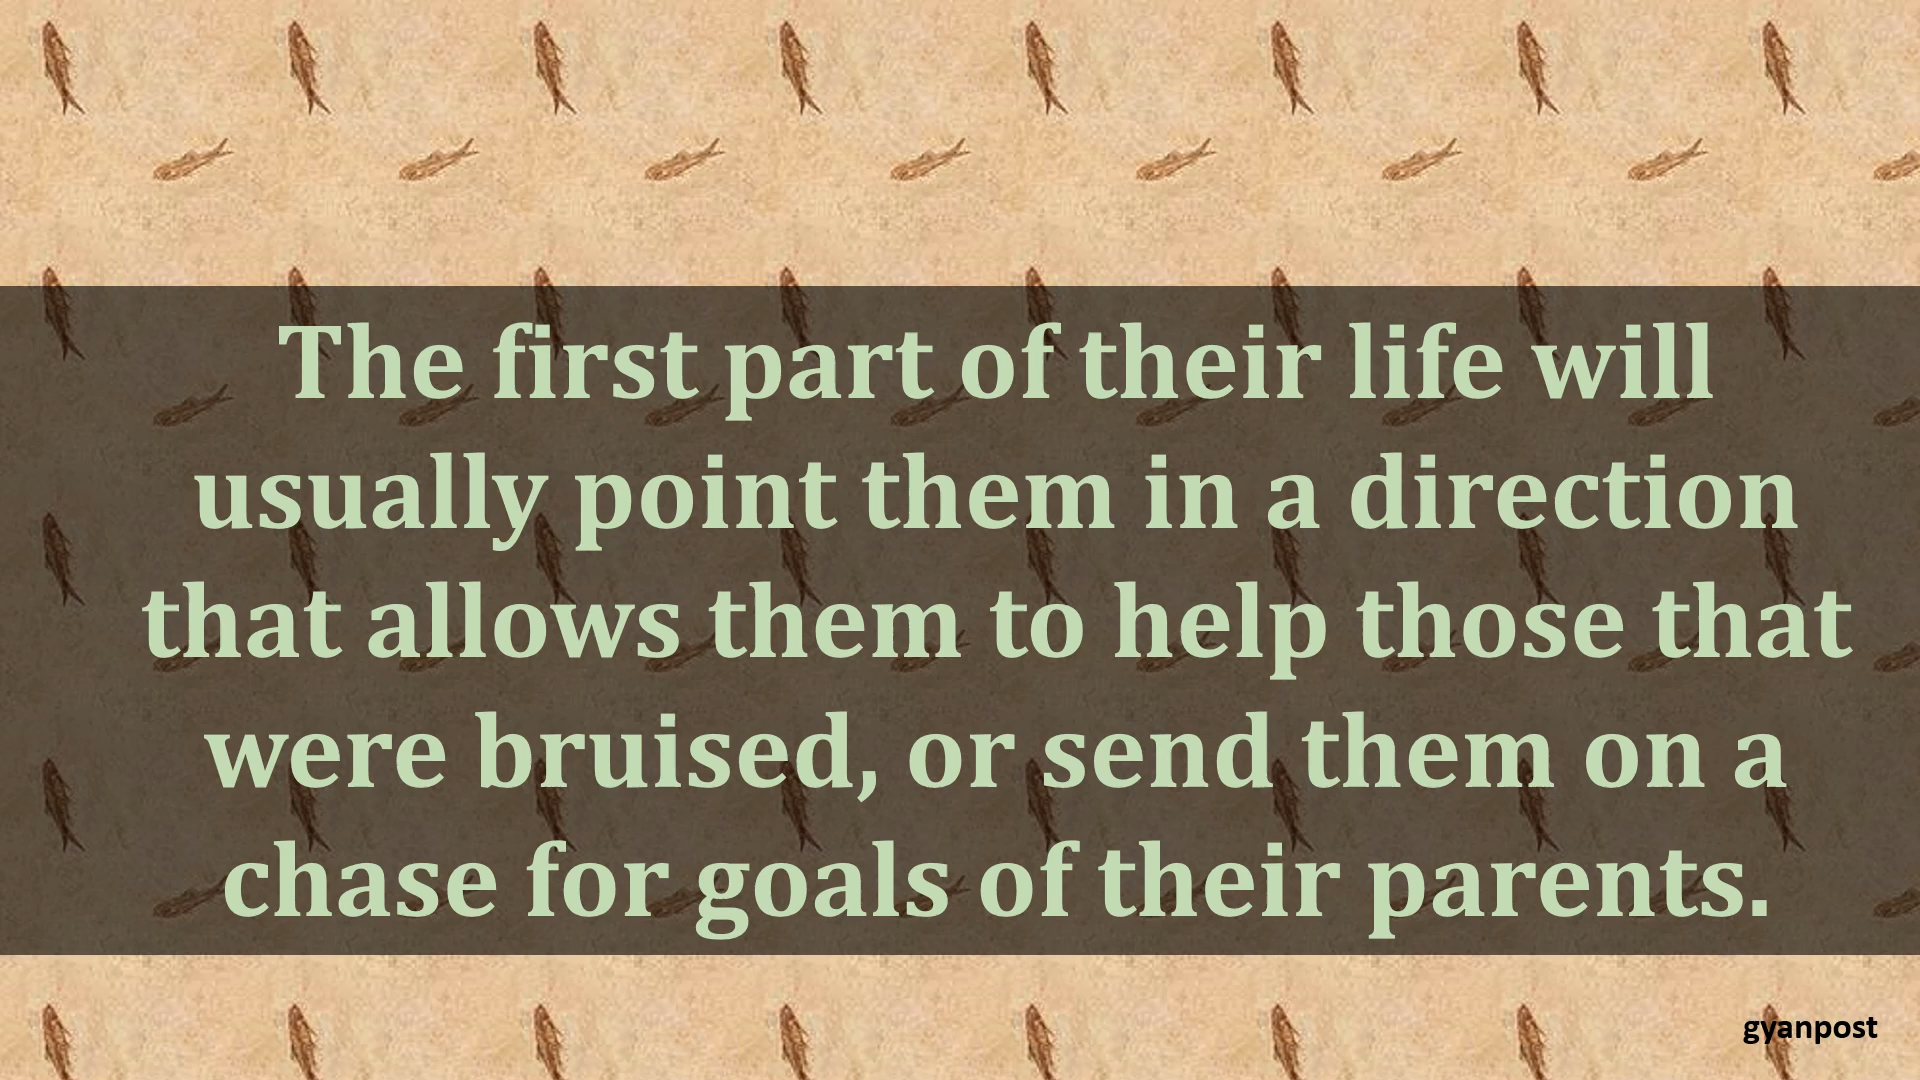 The first part of their life will
usually point them in a direction
that allows them to help those that
were bruised, or send them on a
chase for goals of their parents.
gyanpost